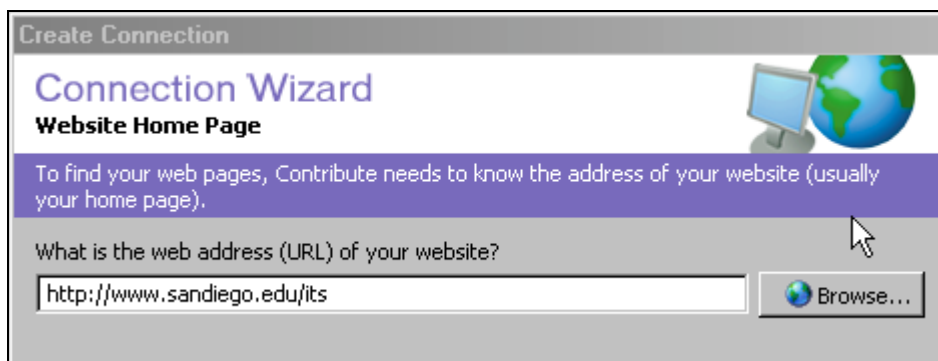 Create Connection
Connection Wizard
Website Home Page
To find your web pages, Contribute needs to know the address of your website (usually
your home page).
What is the web address (URL) of your website?
http://www.sandiego.edu/its
Browse...